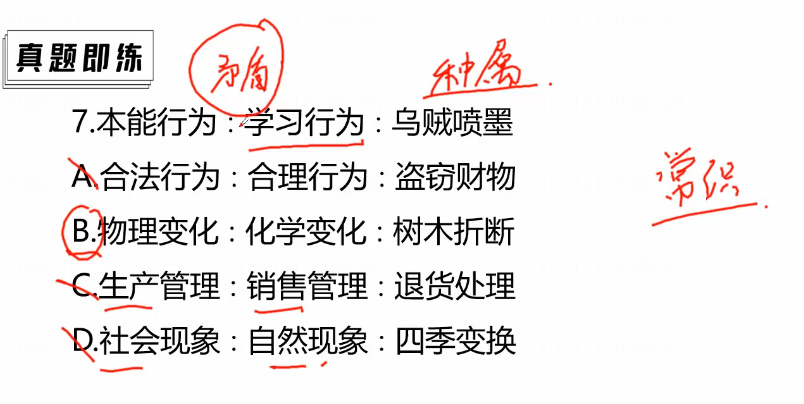 真题即练
矛盾
种属
7.本能行为：学习行为：乌贼喷墨
A.合法行为：合理行为：盗窃财物
常识
B.物理变化：化学变化：树木折断
C.生产管理：销售管理：退货处理
D.社会现象：自然现象：四季变换